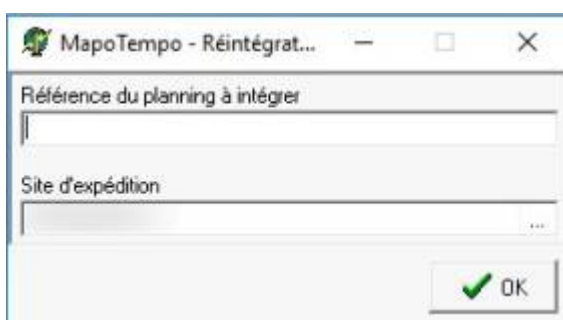 MapoTempo - Réintégrat...
Référence du planning à intégrer
Site d'expédition
...
OK